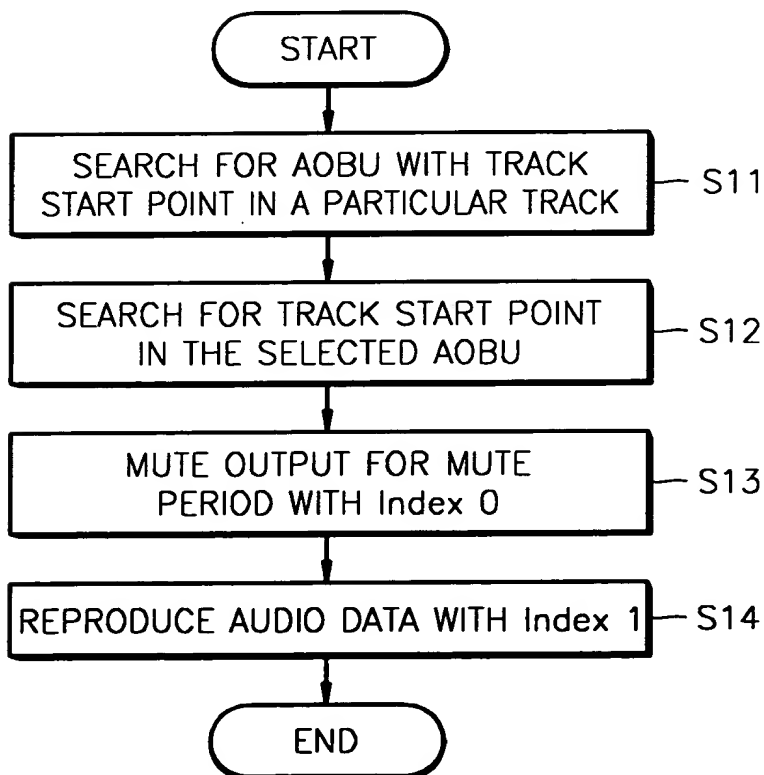 START
SEARCH FOR AOBU WITH TRACK
START POINT IN A PARTICULAR TRACK
S11
SEARCH FOR TRACK START POINT
IN THE SELECTED AOBU
S12
MUTE OUTPUT FOR MUTE
PERIOD WITH Index 0
S13
REPRODUCE AUDIO DATA WITH Index 1
S14
END